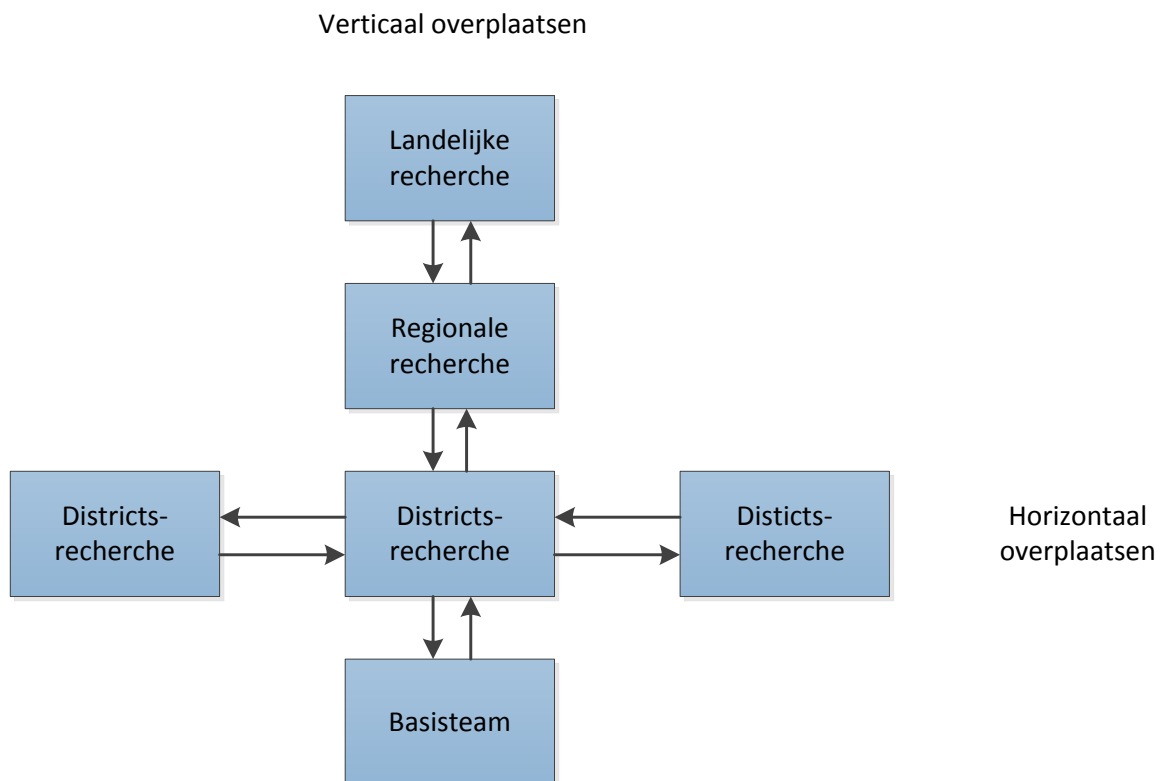 Verticaal overplaatsen
Landelijke
recherche
Regionale
recherche
Districts-
recherche
Districts-
recherche
Disticts-
recherche
Horizontaal
overplaatsen
Basisteam